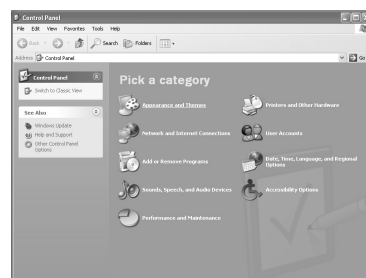 Control Panel
File Edit View Favorites Tools Help
Back Search Folders
Address Control Panel Go
Control Panel
Switch to Classic View
See Also
Windows Update
Help and Support
Other Control Panel
Options
Pick a category
Appearance and Themes
Printers and Other Hardware
Network and Internet Connections
User Accounts
Add or Remove Programs
Date, Time, Language, and Regional
Options
Sounds, Speech, and Audio Devices
Accessibility Options
Performance and Maintenance